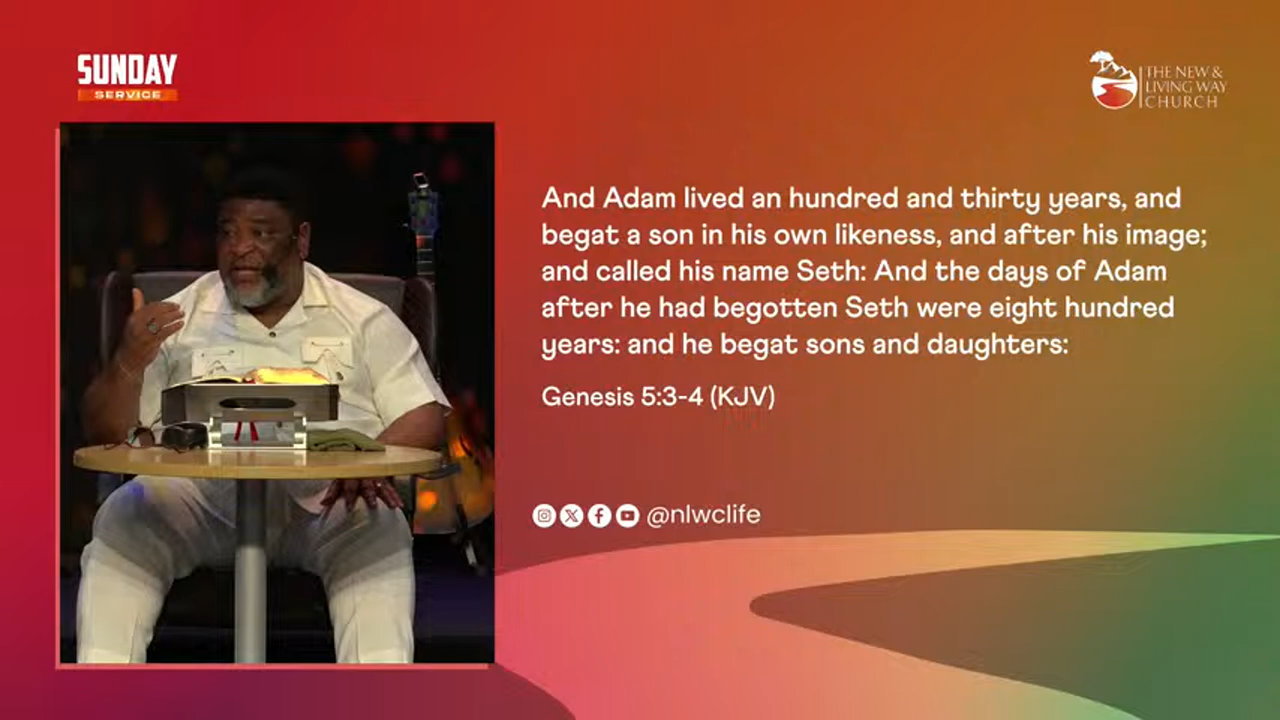 SUNDAY
SERVICE
THE NEW &
LIVING WAY
CHURCH
And Adam lived an hundred and thirty years, and
begat a son in his own likeness, and after his image;
and called his name Seth: And the days of Adam
after he had begotten Seth were eight hundred
years: and he begat sons and daughters:
Genesis 5:3-4 (KJV)
@nlwclife